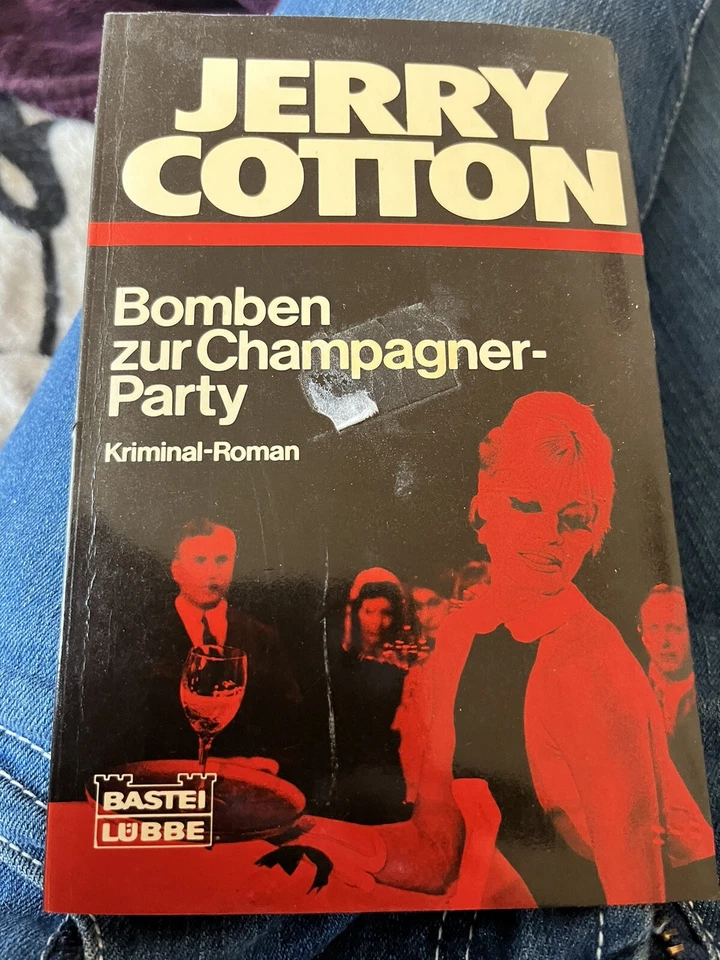 JERRY
COTTON
Bomben
zur Champagner-
Party
Kriminal-Roman
BASTEI
LÜBBE